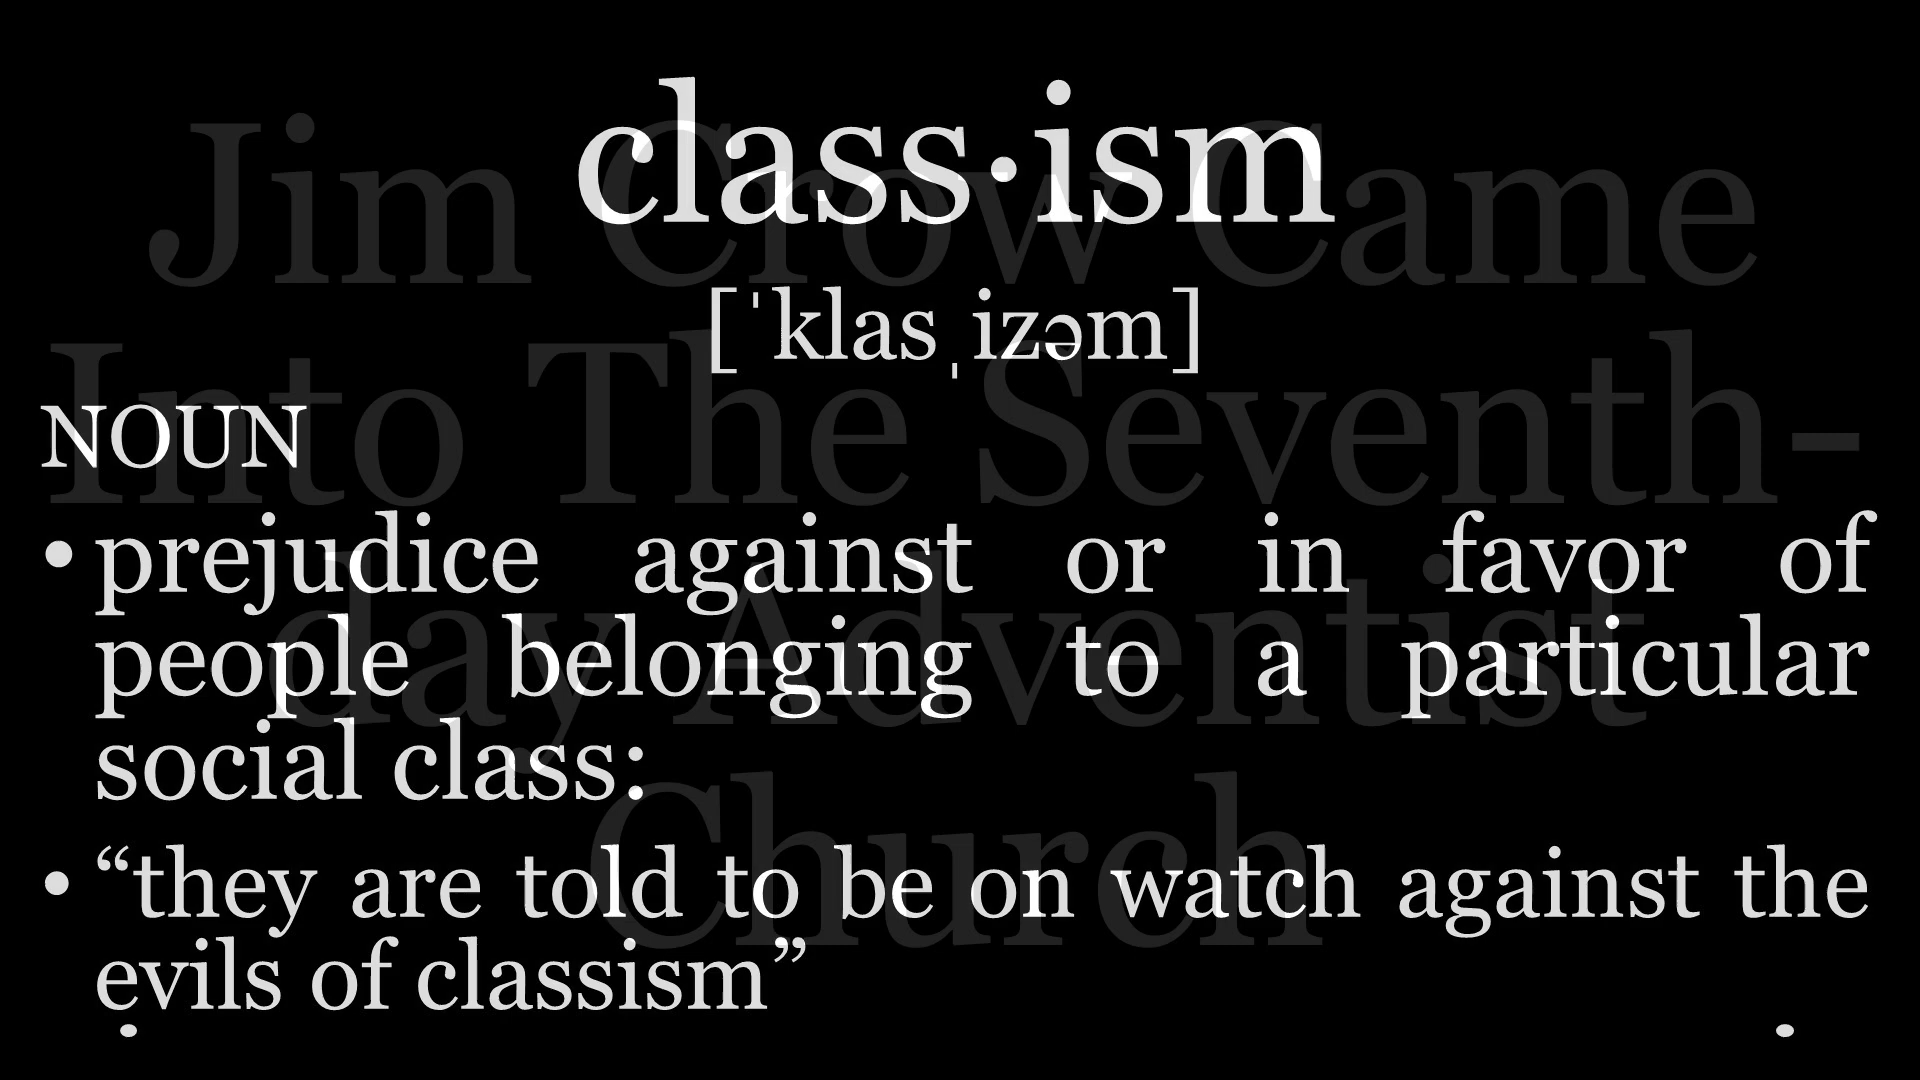 class·ism
[ˈklasˌizəm]
NOUN
• prejudice against or in favor of
people belonging to a particular
social class:
• “they are told to be on watch against the
evils of classism”
Jim Crow Came
Into The Seventh-
day Adventist
Church